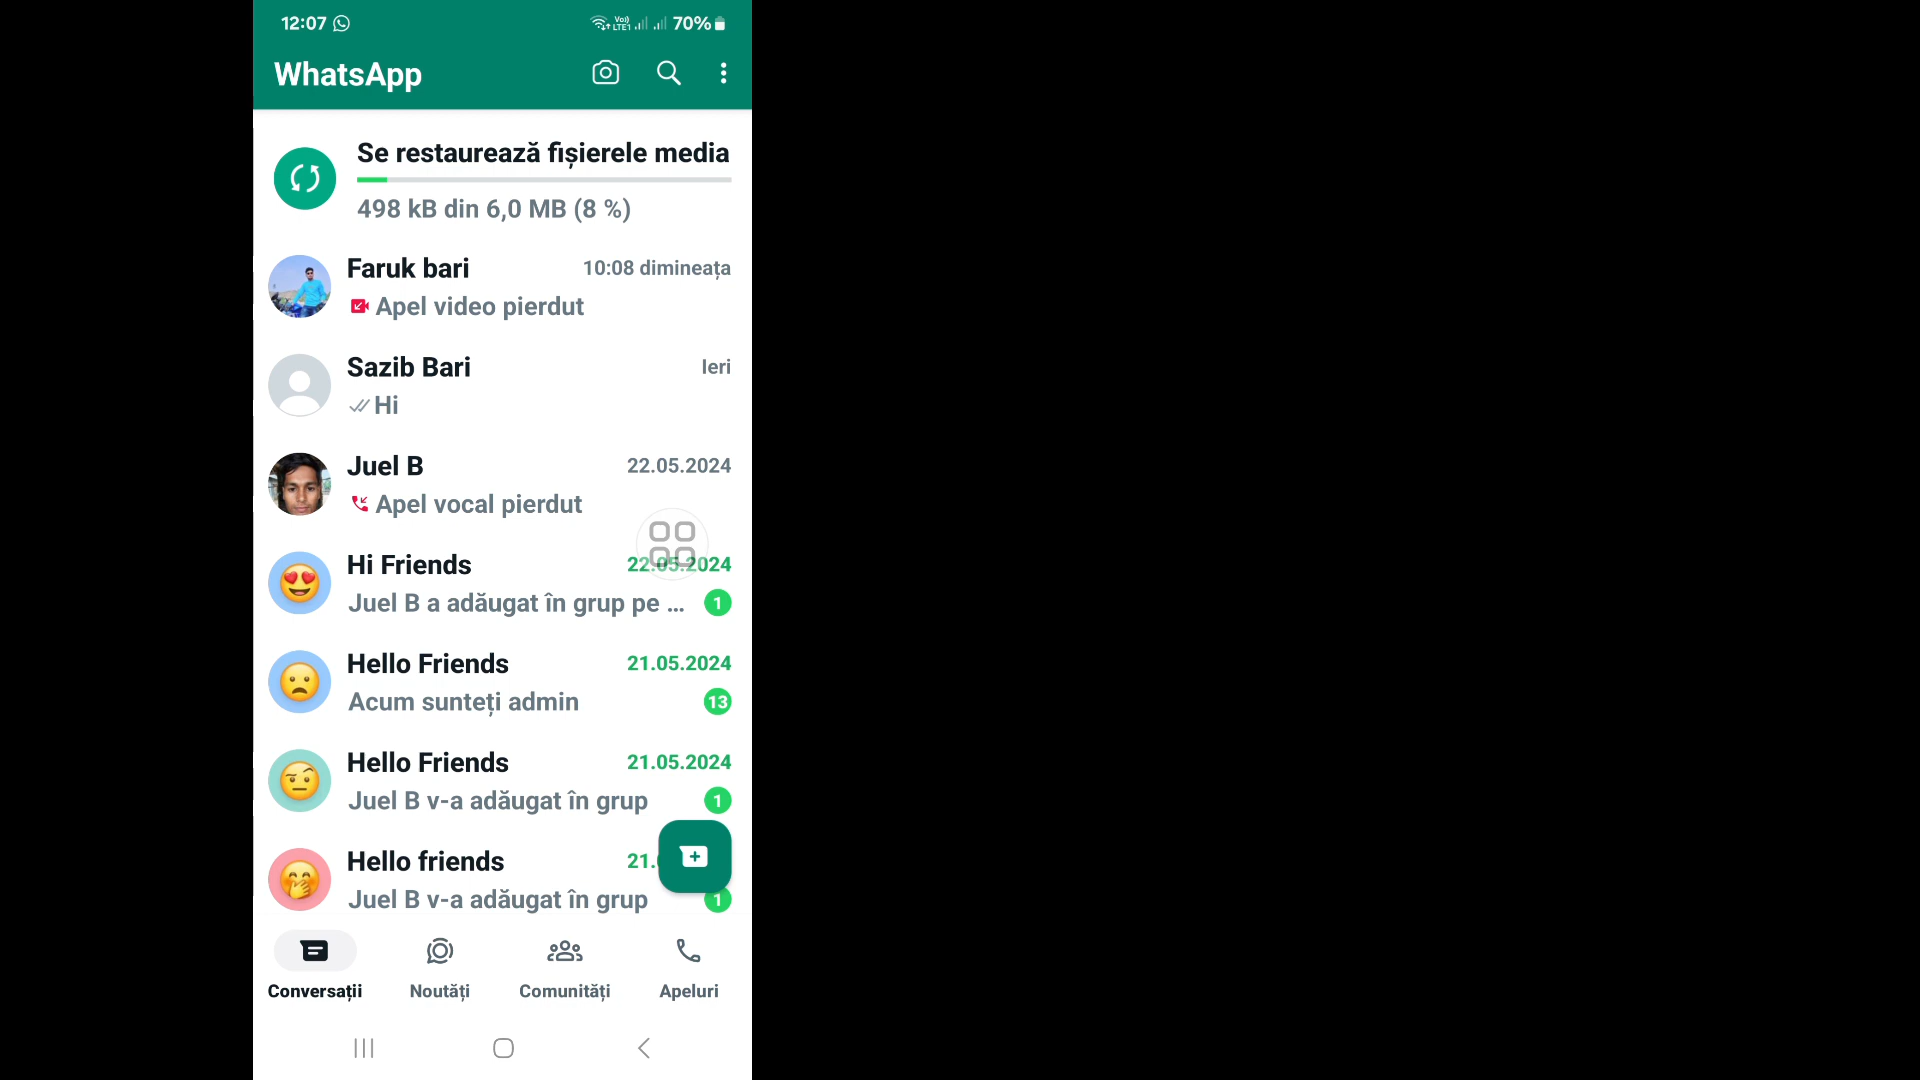 12:07 Vo)) LTE1 70%
WhatsApp
Se restaurează fișierele media
498 kB din 6,0 MB (8 %)
Faruk bari 10:08 dimineața
Apel video pierdut
Sazib Bari Ieri
Hi
Juel B 22.05.2024
Apel vocal pierdut
Hi Friends 22.05.2024
Juel B a adăugat în grup pe ... 1
Hello Friends 21.05.2024
Acum sunteți admin 13
Hello Friends 21.05.2024
Juel B v-a adăugat în grup 1
Hello friends 21.
Juel B v-a adăugat în grup 1
Conversații Noutăți Comunități Apeluri